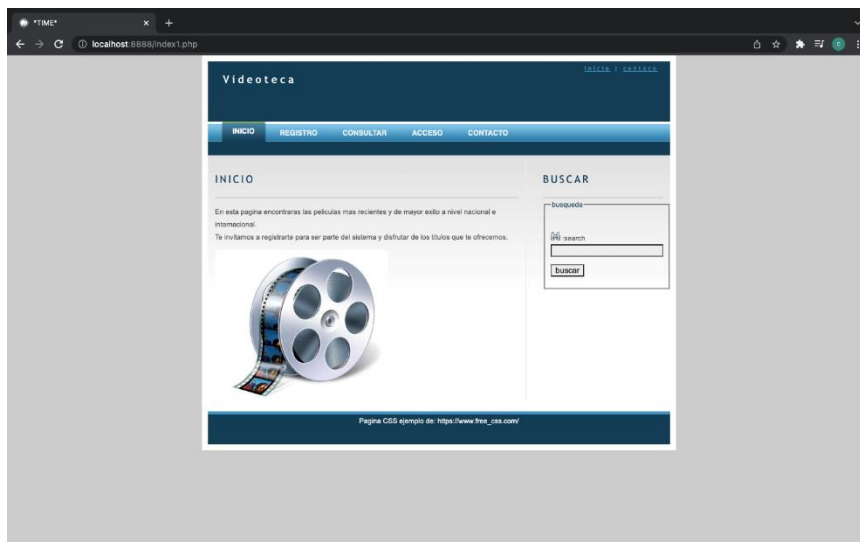 *TIME*
localhost:8888/index1.php
inicio | contaco
Videoteca
INICIO REGISTRO CONSULTAR ACCESO CONTACTO
INICIO
En esta pagina encontraras las peliculas mas recientes y de mayor exito a nivel nacional e
internacional.
Te invitamos a registrarte para ser parte del sistema y disfrutar de los titulos que te ofrecemos.
BUSCAR
busqueda
:search
buscar
Pagina CSS ejemplo de: https://www.free_css.com/